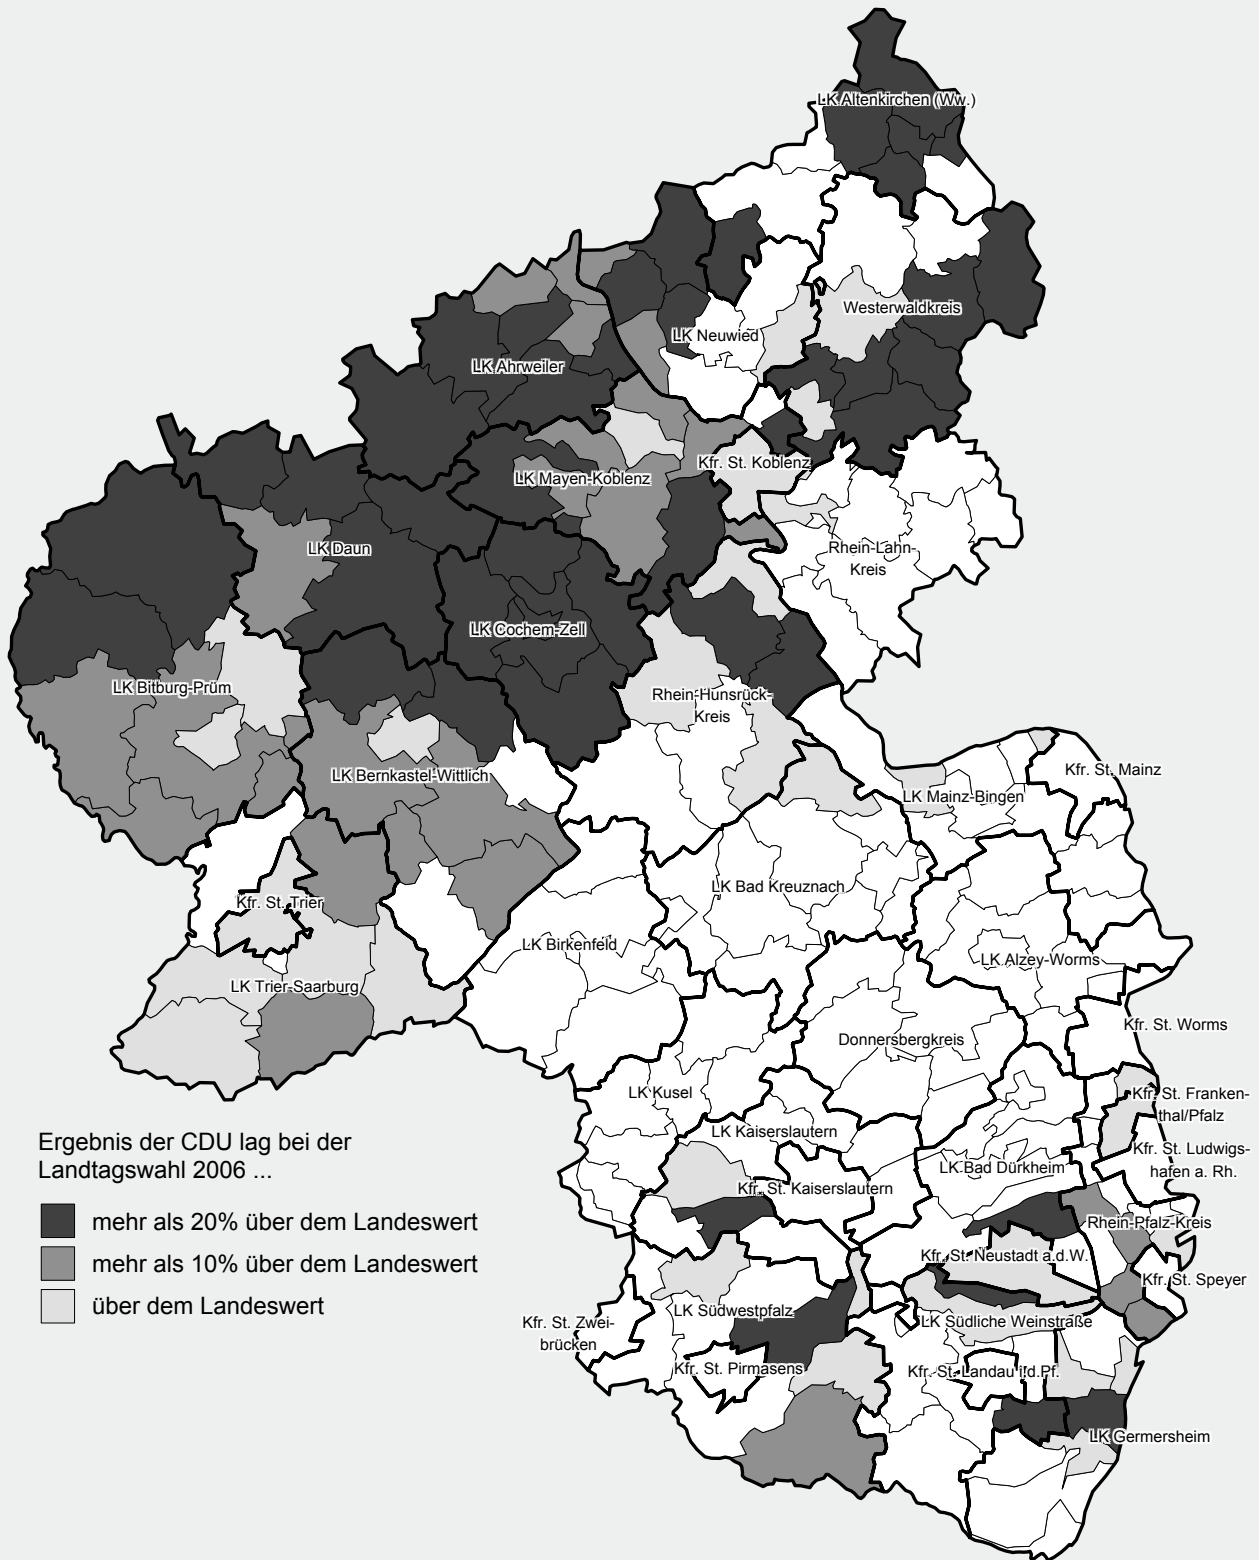 LK Altenkirchen (Ww.)
Westerwaldkreis
LK Neuwied
LK Ahrweiler
Kfr. St. Koblenz
LK Mayen-Koblenz
LK Daun
Rhein-Lahn-
Kreis
LK Cochem-Zell
LK Bitburg-Prüm
Rhein-Hunsrück-
Kreis
LK Bernkastel-Wittlich
Kfr. St. Mainz
LK Mainz-Bingen
LK Bad Kreuznach
Kfr. St. Trier
LK Birkenfeld
LK Alzey-Worms
LK Trier-Saarburg
Kfr. St. Worms
Donnersbergkreis
LK Kusel
Kfr. St. Franken-
thal/Pfalz
LK Kaiserslautern
Kfr. St. Ludwigs-
hafen a. Rh.
LK Bad Dürkheim
Kfr. St. Kaiserslautern
Rhein-Pfalz-Kreis
Kfr. St. Neustadt a.d.W.
Kfr. St. Speyer
LK Südwestpfalz
LK Südliche Weinstraße
Kfr. St. Zwei-
brücken
Kfr. St. Pirmasens
Kfr. St. Landau i.d.Pf.
LK Germersheim
Ergebnis der CDU lag bei der
Landtagswahl 2006 ...
mehr als 20% über dem Landeswert
mehr als 10% über dem Landeswert
über dem Landeswert